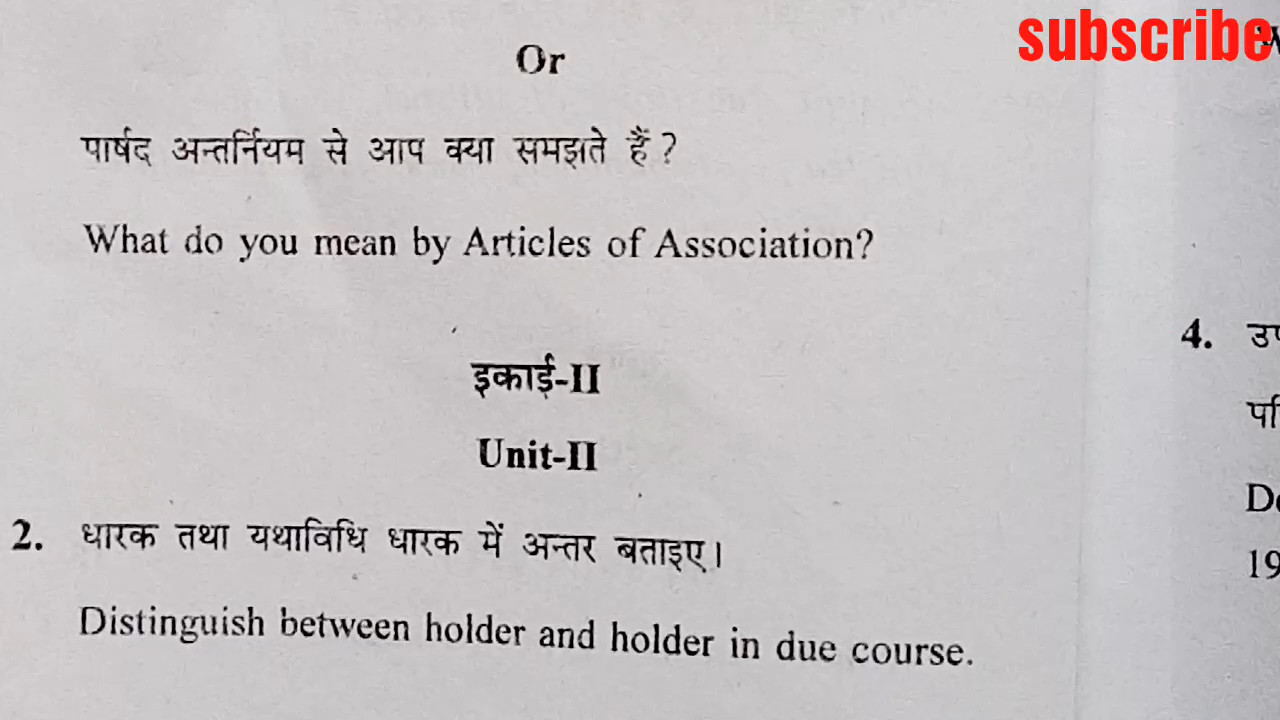 subscribe
Or
पार्षद अन्तर्नियम से आप क्या समझते हैं ?
What do you mean by Articles of Association?
इकाई-II
Unit-II
2. धारक तथा यथाविधि धारक में अन्तर बताइए।
Distinguish between holder and holder in due course.
4.
19